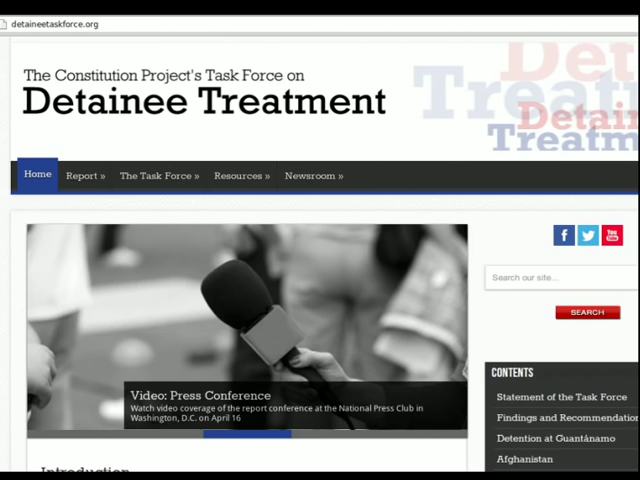 detaineetaskforce.org
The Constitution Project's Task Force on
Detainee Treatment
Home Report » The Task Force » Resources » Newsroom »
Search our site...
SEARCH
Video: Press Conference
Watch video coverage of the report conference at the National Press Club in
Washington, D.C. on April 16
CONTENTS
Statement of the Task Force
Findings and Recommendation
Detention at Guantánamo
Afghanistan
Introduction